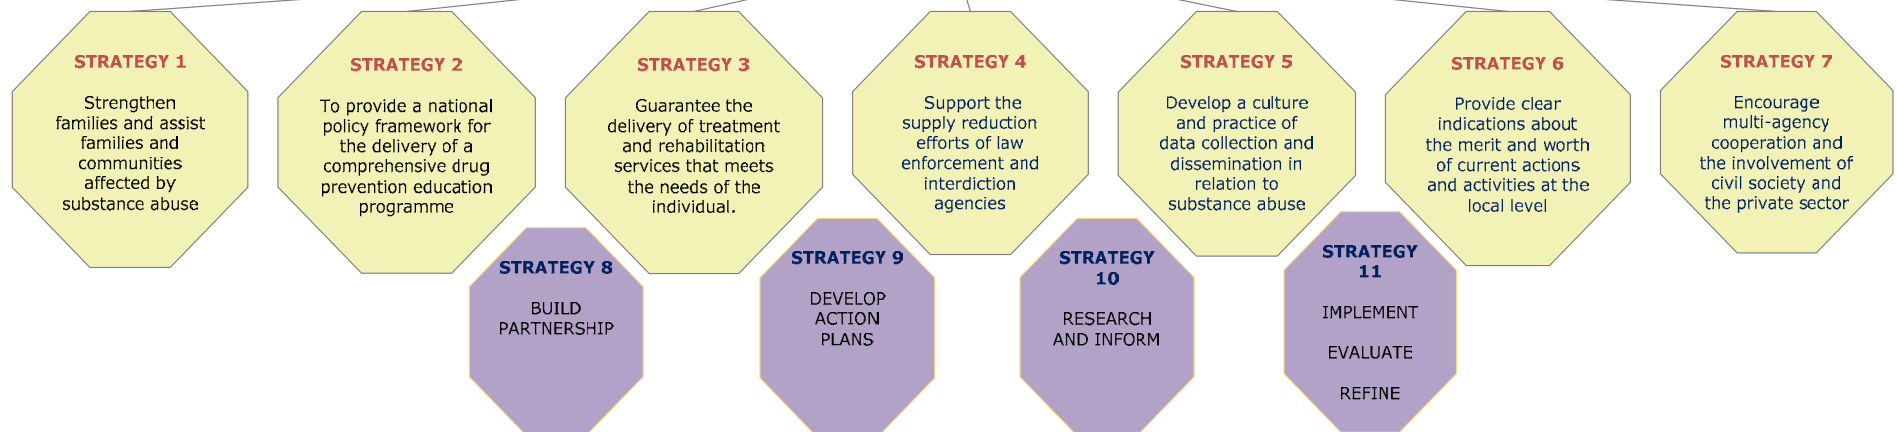 STRATEGY 1
Strengthen
families and assist
families and
communities
affected by
substance abuse
STRATEGY 2
To provide a national
policy framework for
the delivery of a
comprehensive drug
prevention education
programme
STRATEGY 3
Guarantee the
delivery of treatment
and rehabilitation
services that meets
the needs of the
individual.
STRATEGY 4
Support the
supply reduction
efforts of law
enforcement and
interdiction
agencies
STRATEGY 5
Develop a culture
and practice of
data collection and
dissemination in
relation to
substance abuse
STRATEGY 6
Provide clear
indications about
the merit and worth
of current actions
and activities at the
local level
STRATEGY 7
Encourage
multi-agency
cooperation and
the involvement of
civil society and
the private sector
STRATEGY 8
BUILD
PARTNERSHIP
STRATEGY 9
DEVELOP
ACTION
PLANS
STRATEGY
10
RESEARCH
AND INFORM
STRATEGY
11
IMPLEMENT
EVALUATE
REFINE